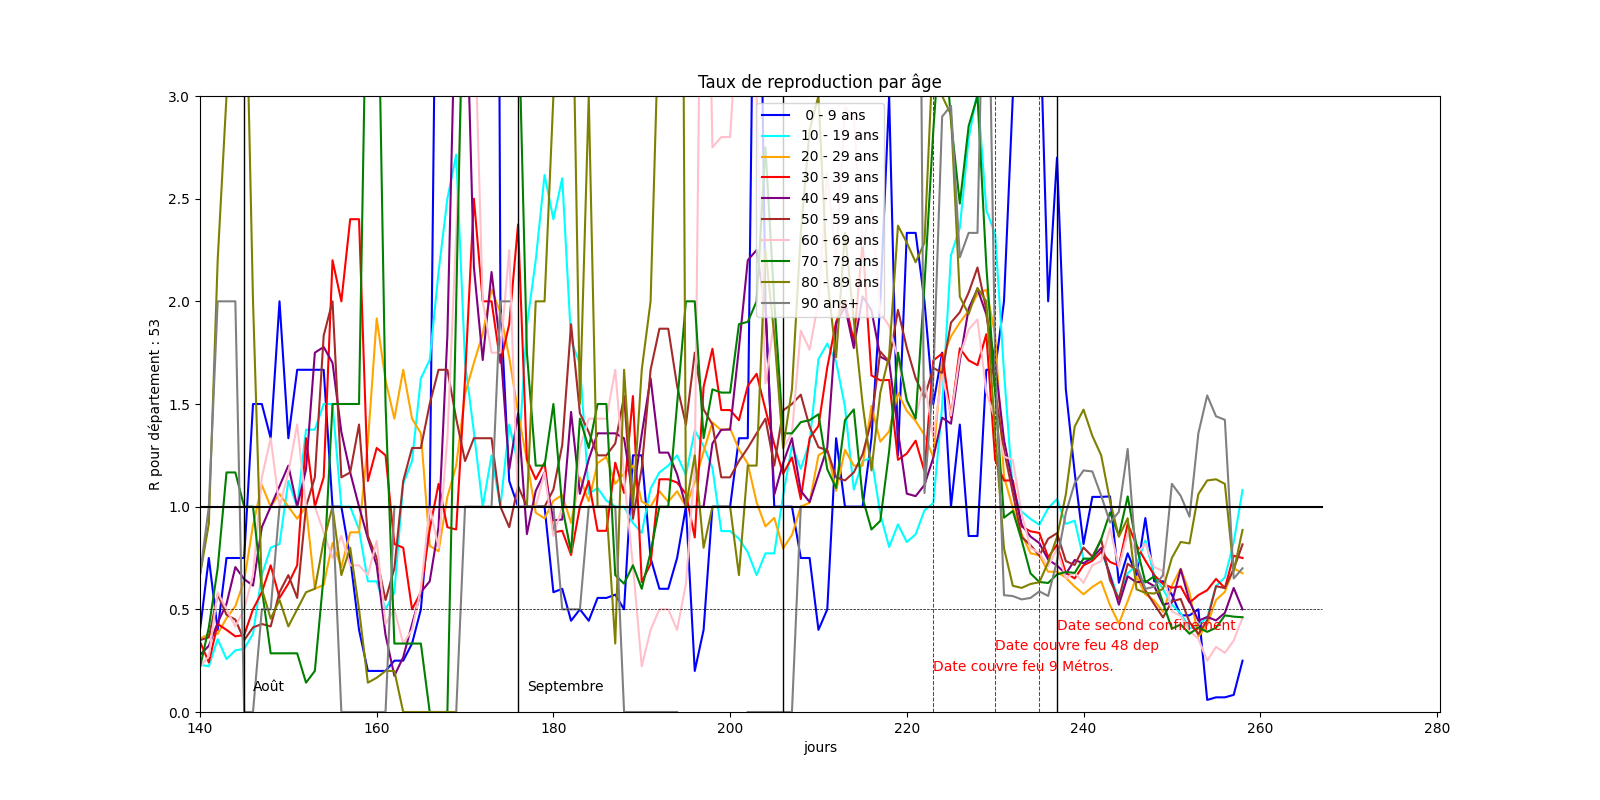 Taux de reproduction par âge
R pour département : 53
3.0
2.5
2.0
1.5
1.0
0.5
0.0
0 - 9 ans
10 - 19 ans
20 - 29 ans
30 - 39 ans
40 - 49 ans
50 - 59 ans
60 - 69 ans
70 - 79 ans
80 - 89 ans
90 ans+
Date second confinement
Date couvre feu 48 dep
Date couvre feu 9 Métros.
Août
Septembre
140 160 180 200 220 240 260 280
jours